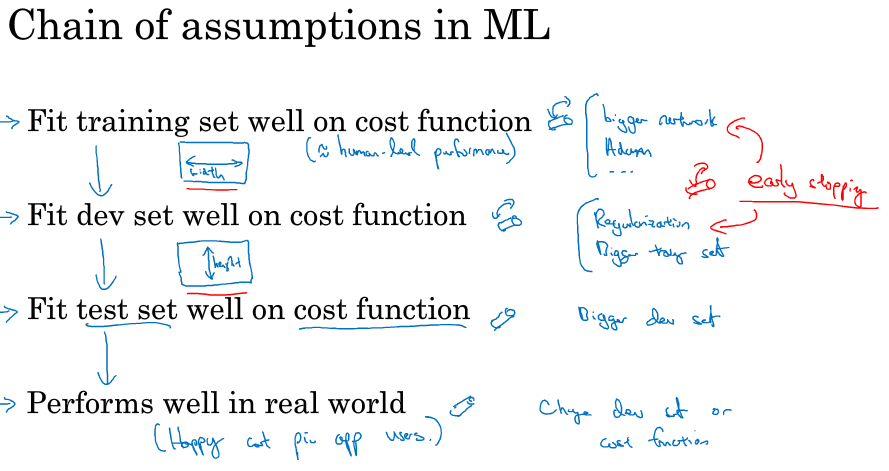 Chain of assumptions in ML
Fit training set well on cost function
(≈ human-level performance)
bigger network
Adam
...
width
early stopping
Fit dev set well on cost function
Regularization
Bigger training set
height
Fit test set well on cost function
Bigger dev set
Performs well in real world
(Happy cat pic app users.)
Change dev set or
cost function